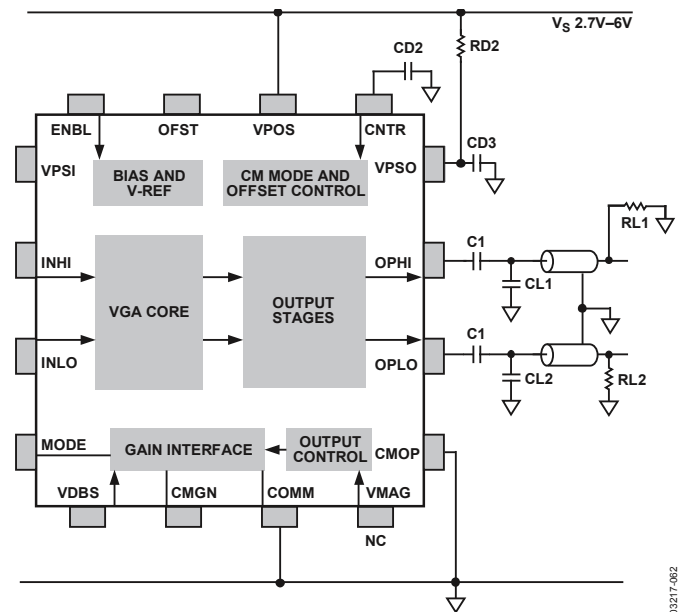 V_S 2.7V–6V
RD2
CD2
ENBL
OFST
VPOS
CNTR
VPSI
BIAS AND
V-REF
CM MODE AND
OFFSET CONTROL
VPSO
CD3
RL1
INHI
VGA CORE
OUTPUT
STAGES
OPHI
C1
CL1
INLO
OPLO
C1
CL2
RL2
MODE
GAIN INTERFACE
OUTPUT
CONTROL
CMOP
VDBS
CMGN
COMM
VMAG
NC
03217-062